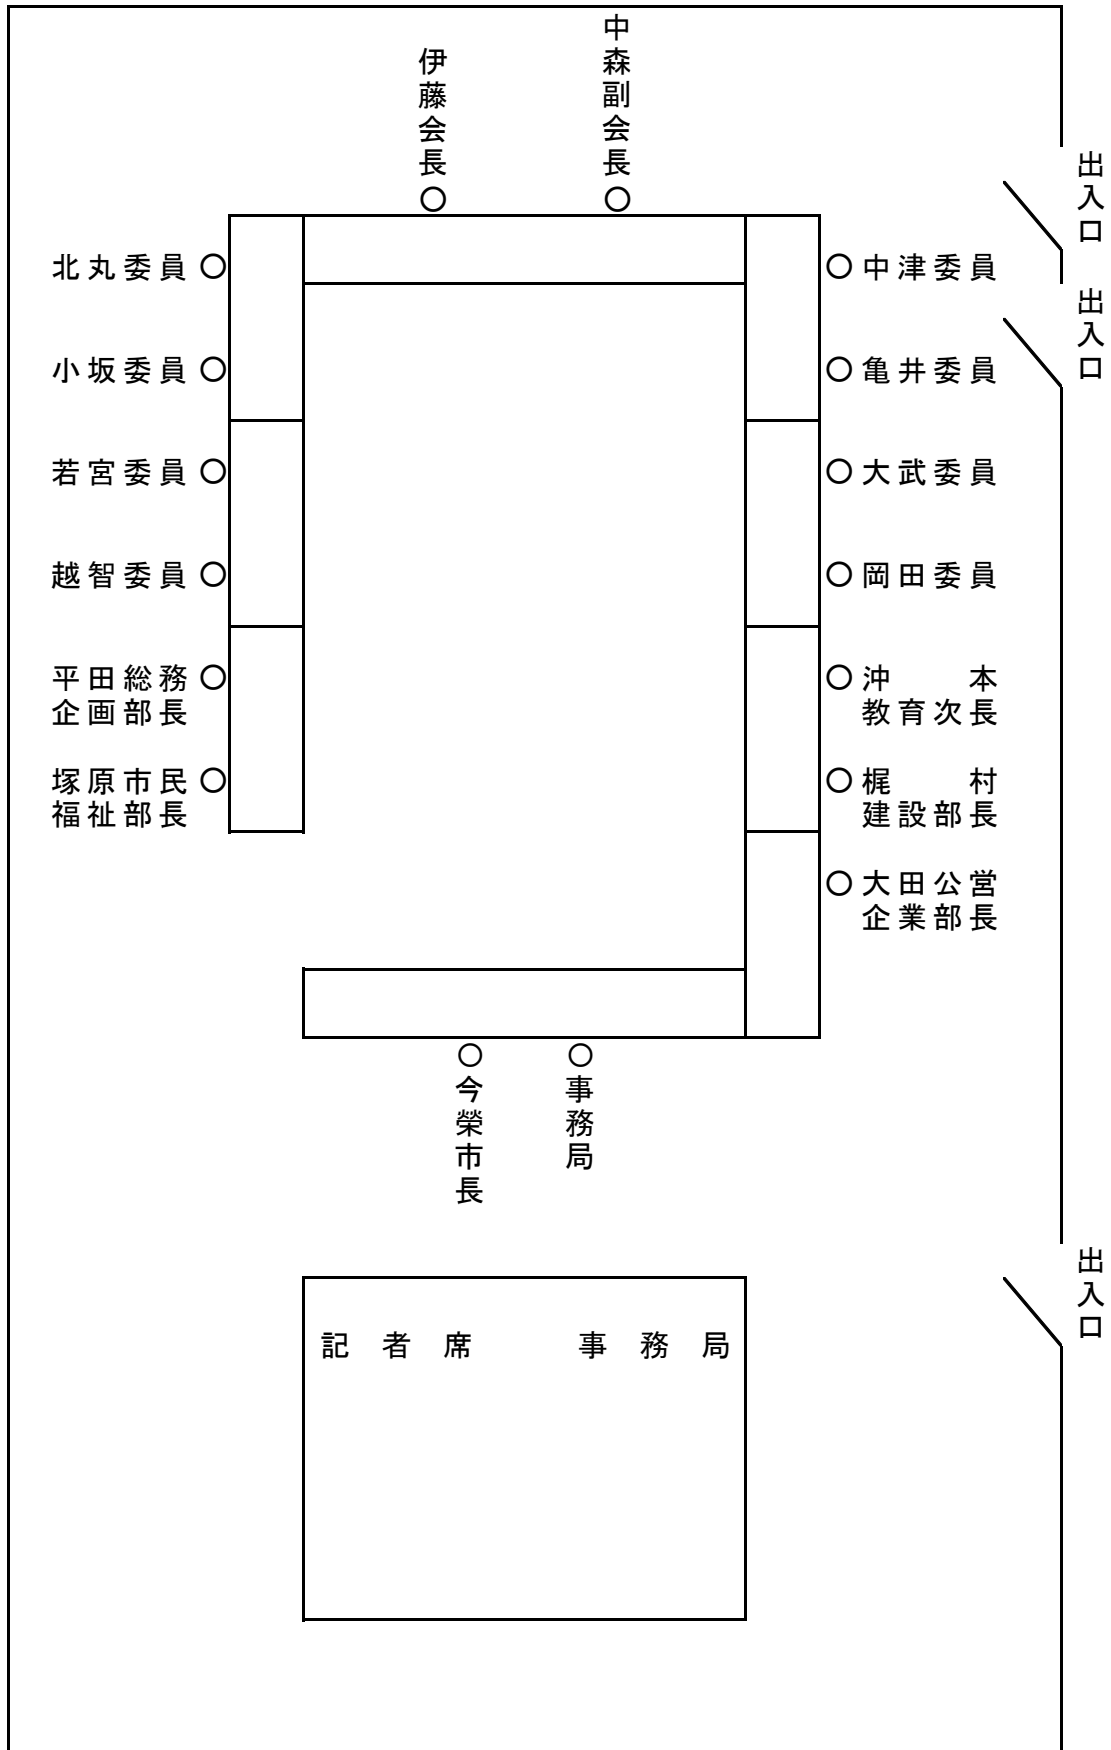 中森副会長
伊藤会長
出入口
北丸委員 ○
○ 中津委員
出入口
小坂委員 ○
○ 亀井委員
若宮委員 ○
○ 大武委員
越智委員 ○
○ 岡田委員
平田総務 ○
企画部長
○ 沖本
教育次長
塚原市民 ○
福祉部長
○ 梶村
建設部長
○ 大田公営
企業部長
今榮市長
事務局
出入口
記者席 事務局